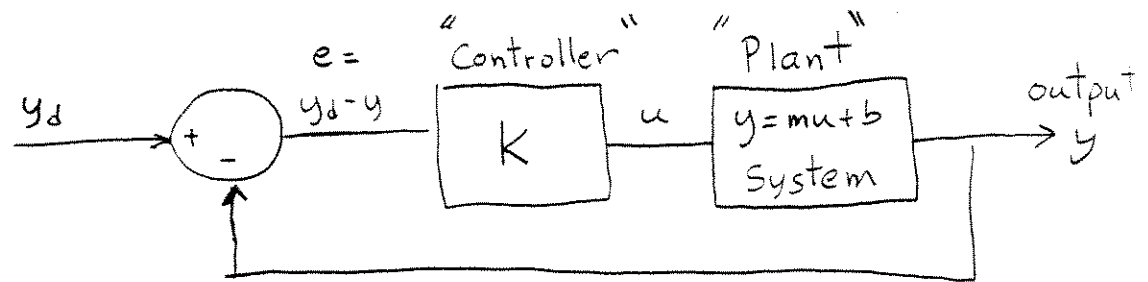 "Controller"
"Plant"
e =
y_d - y
y_d
+
-
K
u
y = mu + b
System
output
y